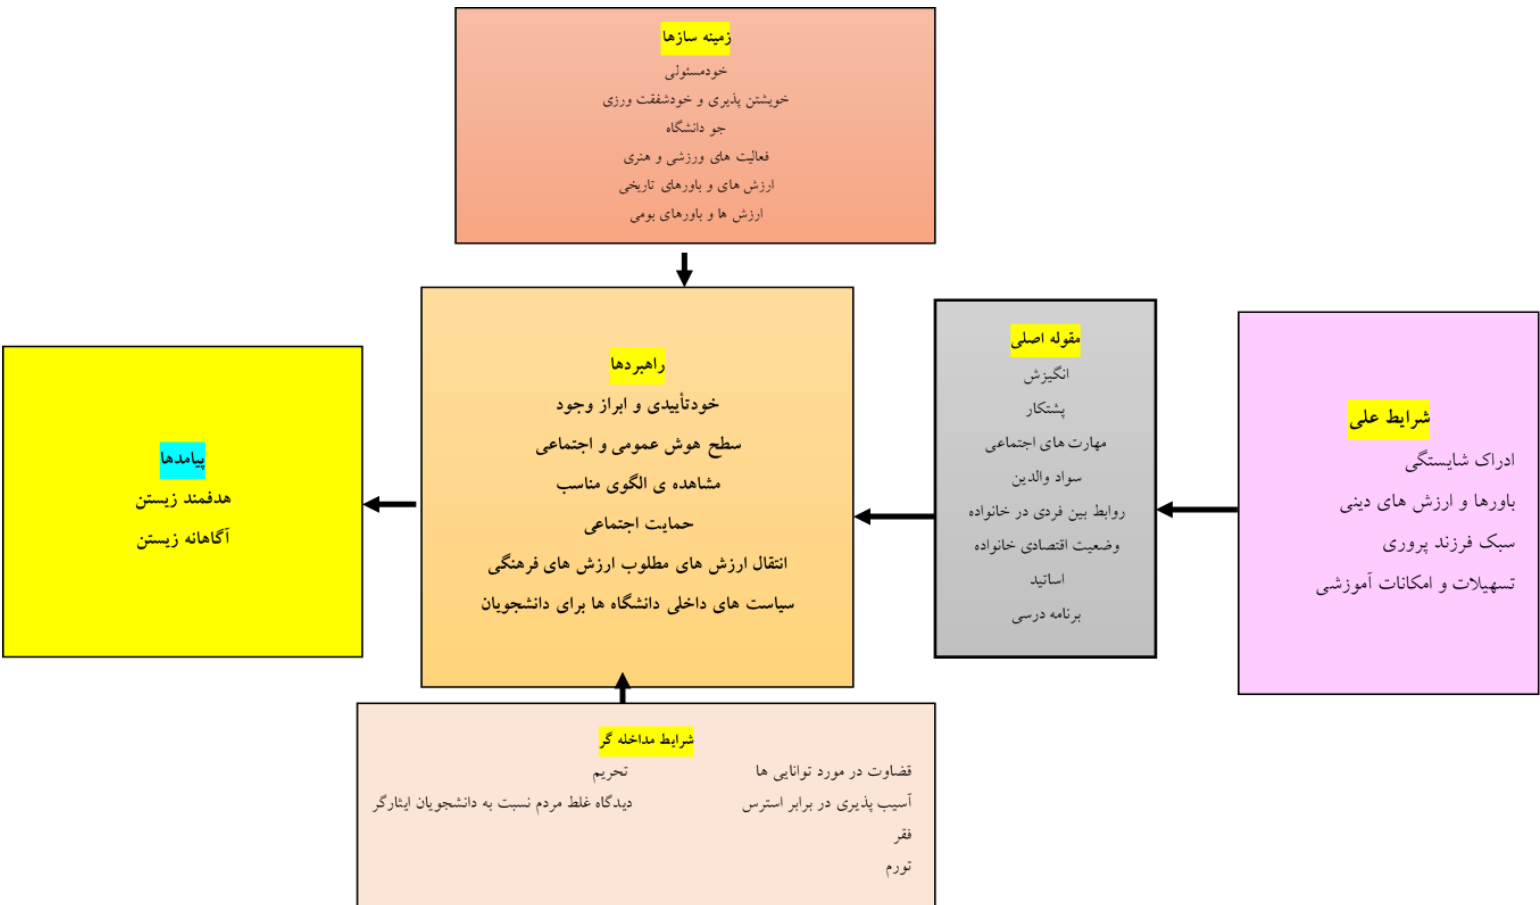 زمینه سازها
خودمسئولی
خویشتن پذیری و خودشفقت ورزی
جو دانشگاه
فعالیت های ورزشی و هنری
ارزش های و باورهای تاریخی
ارزش ها و باورهای بومی
شرایط علی
ادراک شایستگی
باورها و ارزش های دینی
سبک فرزند پروری
تسهیلات و امکانات آموزشی
مقوله اصلی
انگیزش
پشتکار
مهارت های اجتماعی
سواد والدین
روابط بین فردی در خانواده
وضعیت اقتصادی خانواده
اساتید
برنامه درسی
راهبردها
خودتأییدی و ابراز وجود
سطح هوش عمومی و اجتماعی
مشاهده ی الگوی مناسب
حمایت اجتماعی
انتقال ارزش های مطلوب ارزش های فرهنگی
سیاست های داخلی دانشگاه ها برای دانشجویان
پیامدها
هدفمند زیستن
آگاهانه زیستن
شرایط مداخله گر
قضاوت در مورد توانایی ها
آسیب پذیری در برابر استرس
فقر
تورم
تحریم
دیدگاه غلط مردم نسبت به دانشجویان ایثارگر